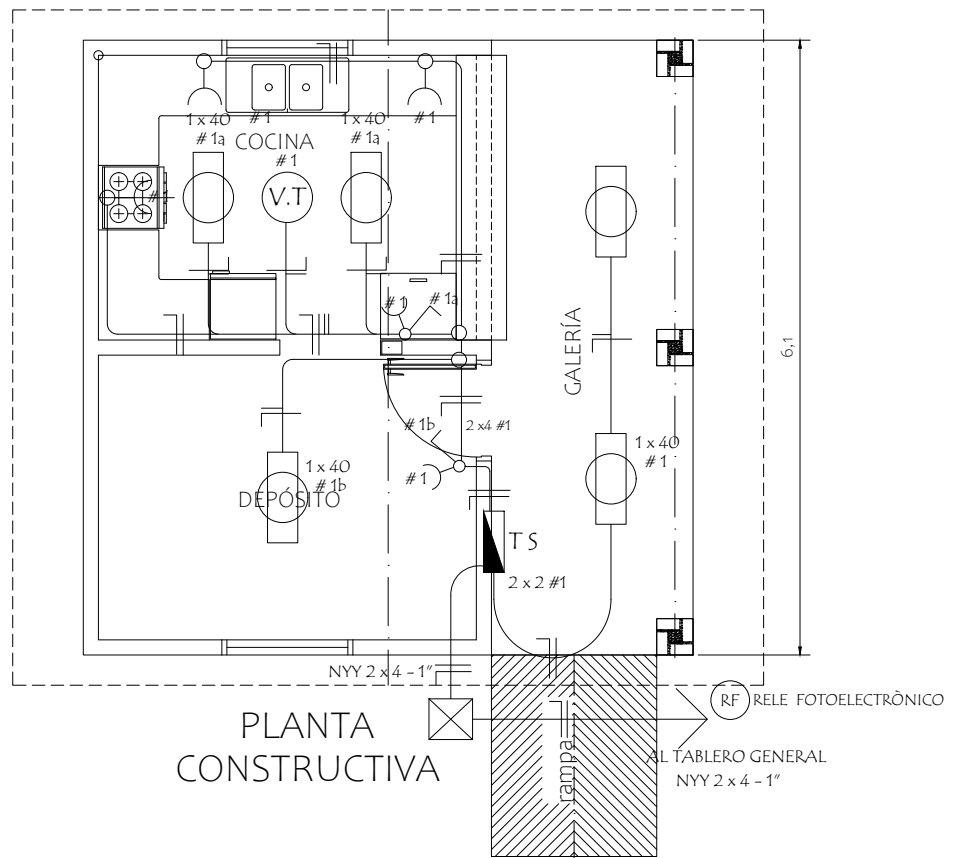 # 1
# 1
1 x 40
# 1a
1 x 40
# 1a
COCINA
# 1
# 1
V.T
# 1
# 1a
GALERÍA
6,1
# 1b
2 x4 #1
# 1
1 x 40
# 1
1 x 40
# 1b
DEPÓSITO
T S
2 x 2 #1
NYY 2 x 4 - 1"
RF
RELE FOTOELECTRÒNICO
PLANTA
CONSTRUCTIVA
rampa
AL TABLERO GENERAL
NYY 2 x 4 - 1"